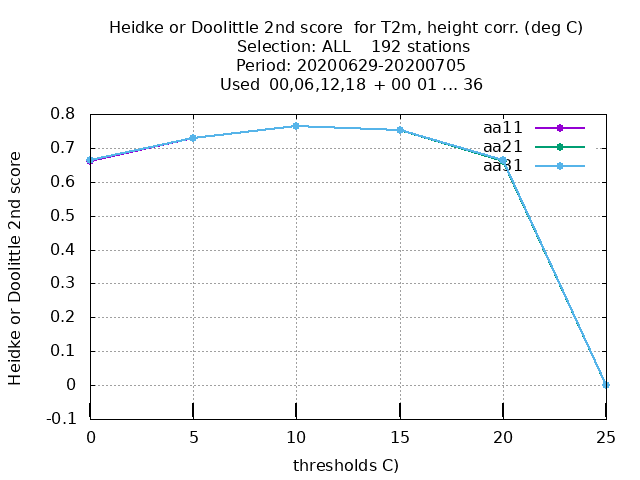 Heidke or Doolittle 2nd score  for T2m, height corr. (deg C)
Selection: ALL    192 stations
Period: 20200629-20200705
Used  00,06,12,18  + 00 01 ... 36
aa11
aa21
aa31
0.8
0.7
0.6
0.5
0.4
0.3
0.2
0.1
0
-0.1
Heidke or Doolittle 2nd score
0 5 10 15 20 25
thresholds C)